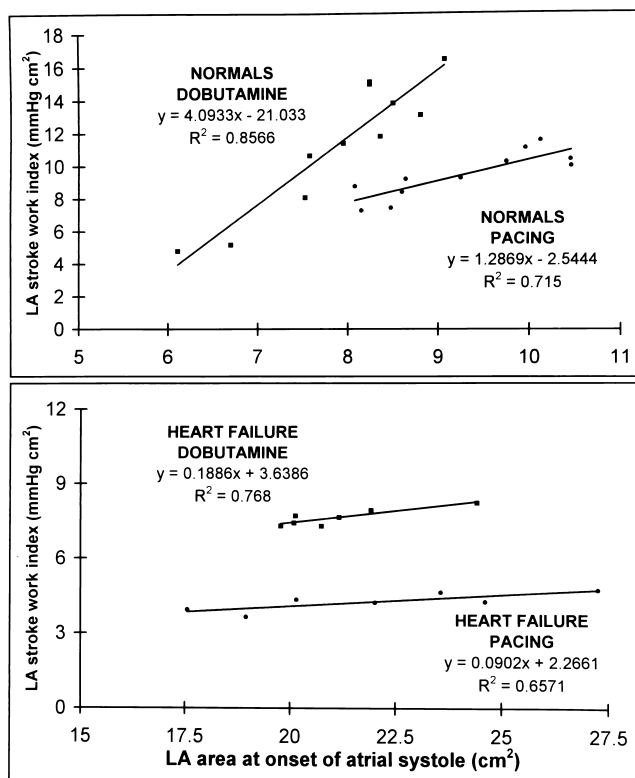 LA stroke work index (mmHg cm²)
18
16
14
12
10
8
6
4
2
0
NORMALS
DOBUTAMINE
y = 4.0933x - 21.033
R² = 0.8566
NORMALS
PACING
y = 1.2869x - 2.5444
R² = 0.715
5 6 7 8 9 10 11
LA stroke work index (mmHg cm²)
12
9
6
3
0
HEART FAILURE
DOBUTAMINE
y = 0.1886x + 3.6386
R² = 0.768
HEART FAILURE
PACING
y = 0.0902x + 2.2661
R² = 0.6571
15 17.5 20 22.5 25 27.5
LA area at onset of atrial systole (cm²)